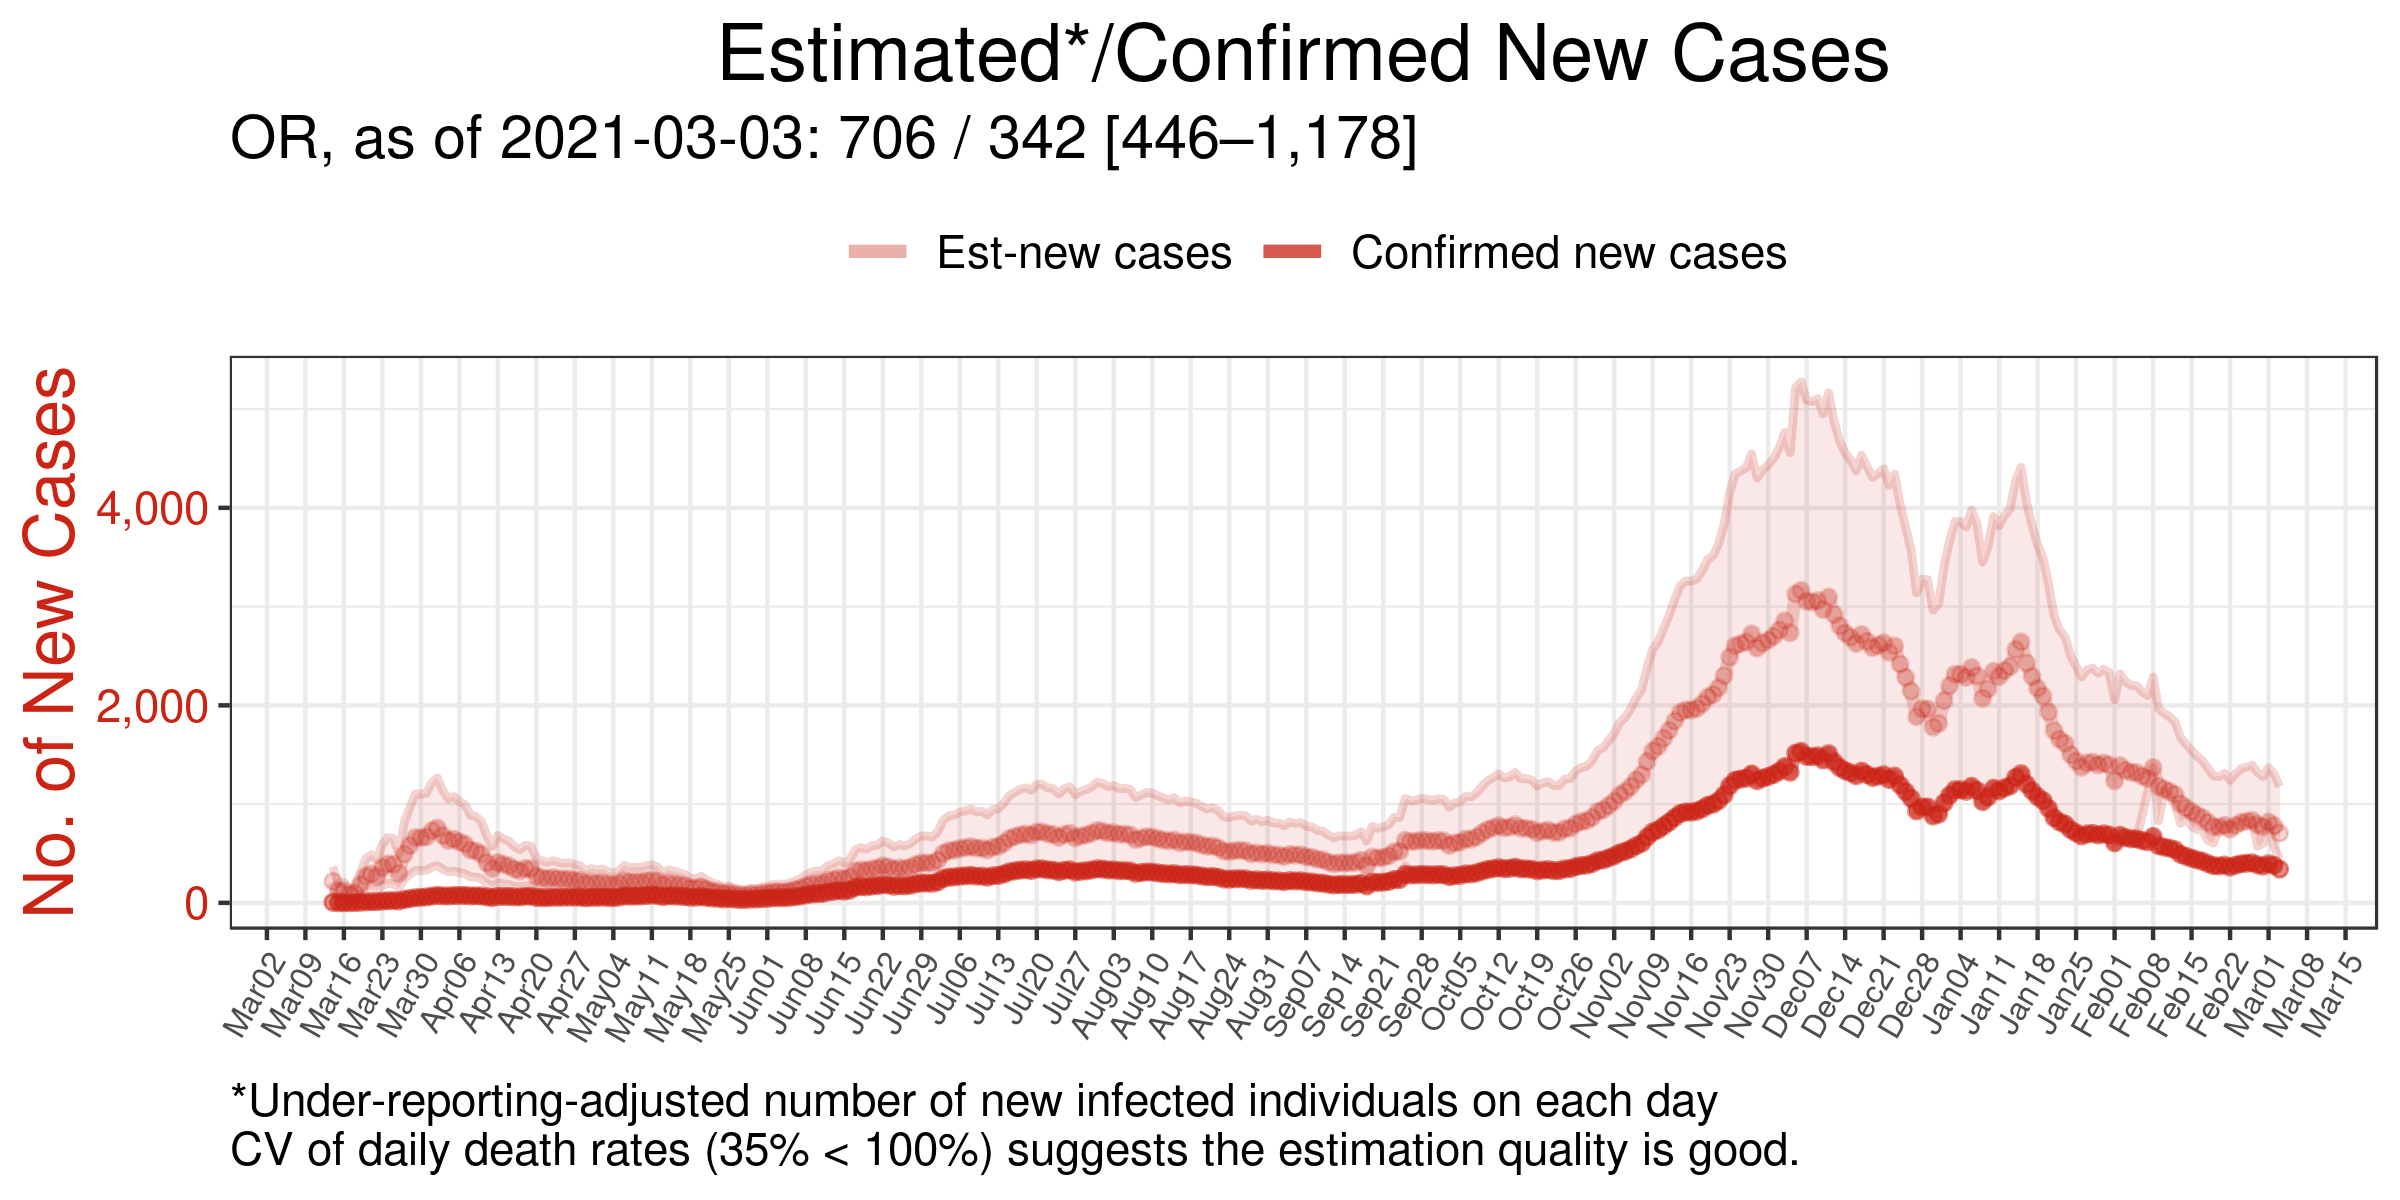 Estimated*/Confirmed New Cases
OR, as of 2021-03-03: 706 / 342 [446–1,178]
Est-new cases Confirmed new cases
No. of New Cases
4,000
2,000
0
Mar02 Mar09 Mar16 Mar23 Mar30 Apr06 Apr13 Apr20 Apr27 May04 May11 May18 May25 Jun01 Jun08 Jun15 Jun22 Jun29 Jul06 Jul13 Jul20 Jul27 Aug03 Aug10 Aug17 Aug24 Aug31 Sep07 Sep14 Sep21 Sep28 Oct05 Oct12 Oct19 Oct26 Nov02 Nov09 Nov16 Nov23 Nov30 Dec07 Dec14 Dec21 Dec28 Jan04 Jan11 Jan18 Jan25 Feb01 Feb08 Feb15 Feb22 Mar01 Mar08 Mar15
*Under-reporting-adjusted number of new infected individuals on each day
CV of daily death rates (35% < 100%) suggests the estimation quality is good.